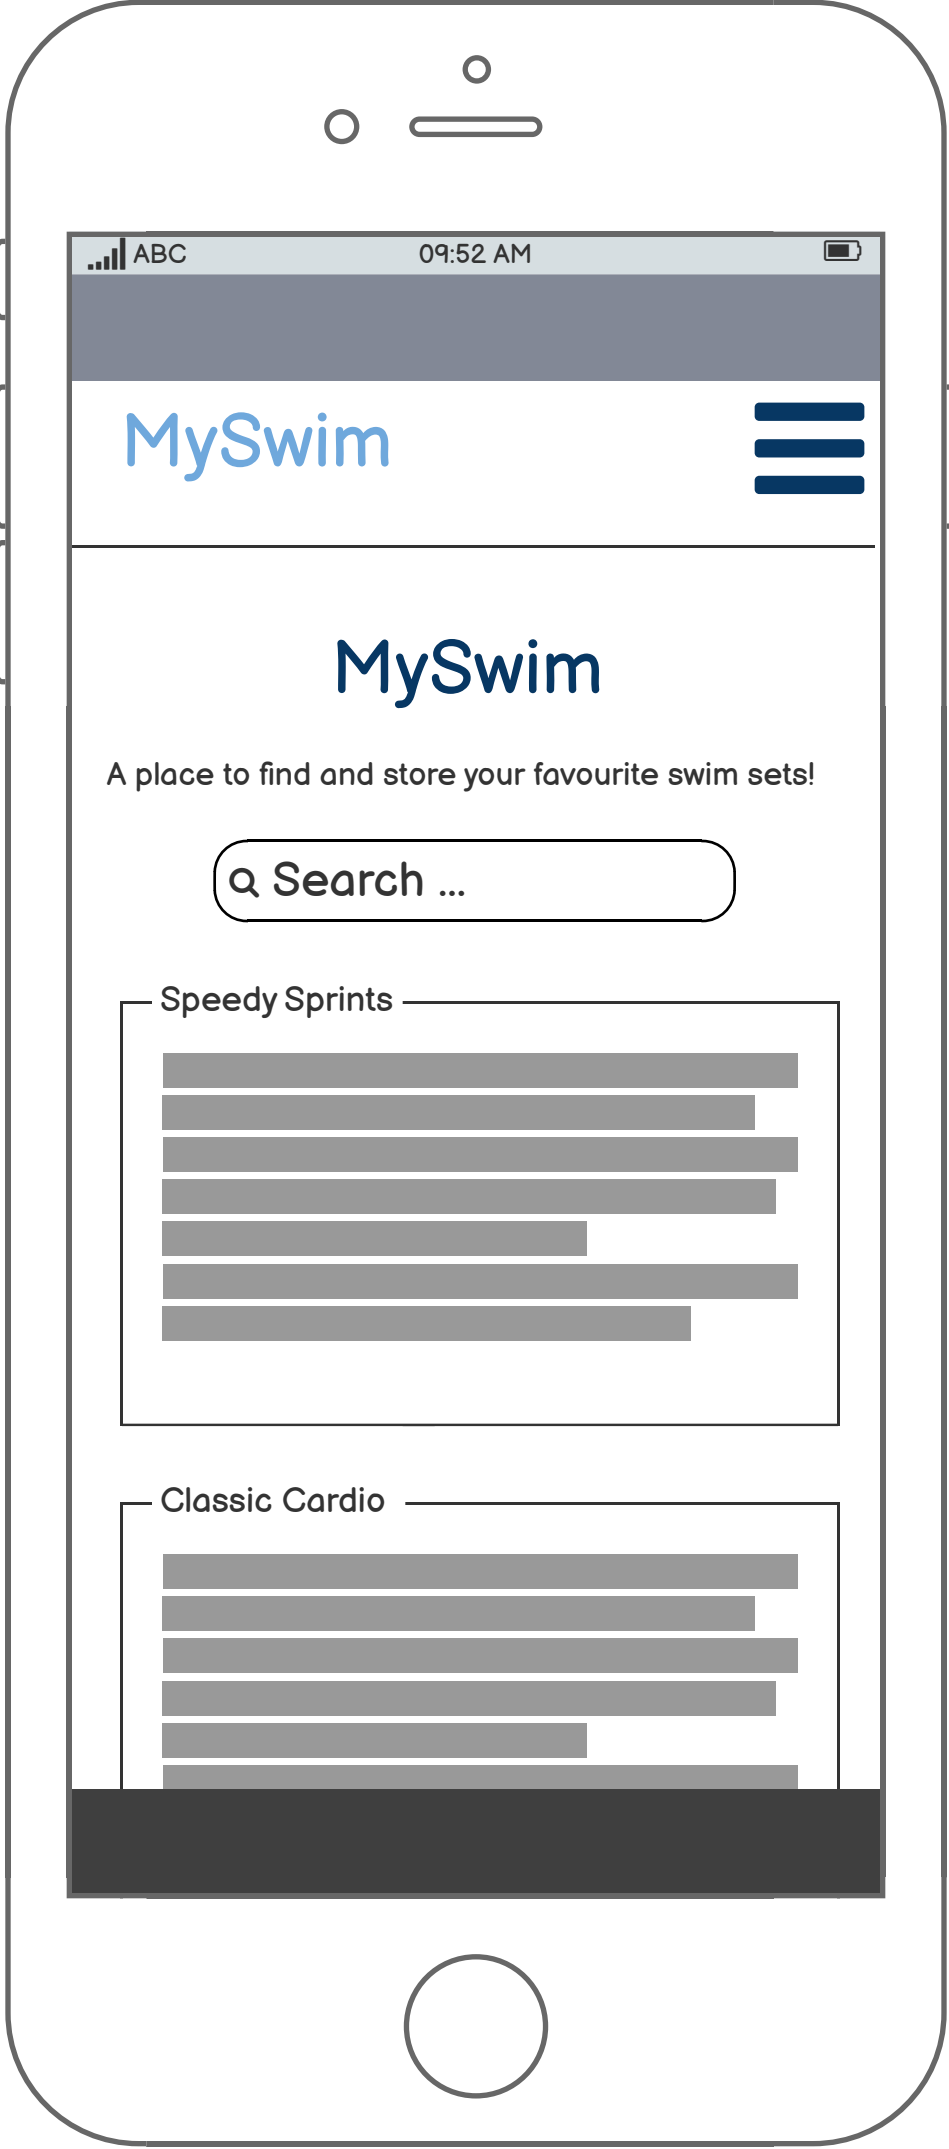 ABC 09:52 AM
MySwim
MySwim
A place to find and store your favourite swim sets!
Search ...
Speedy Sprints
Classic Cardio